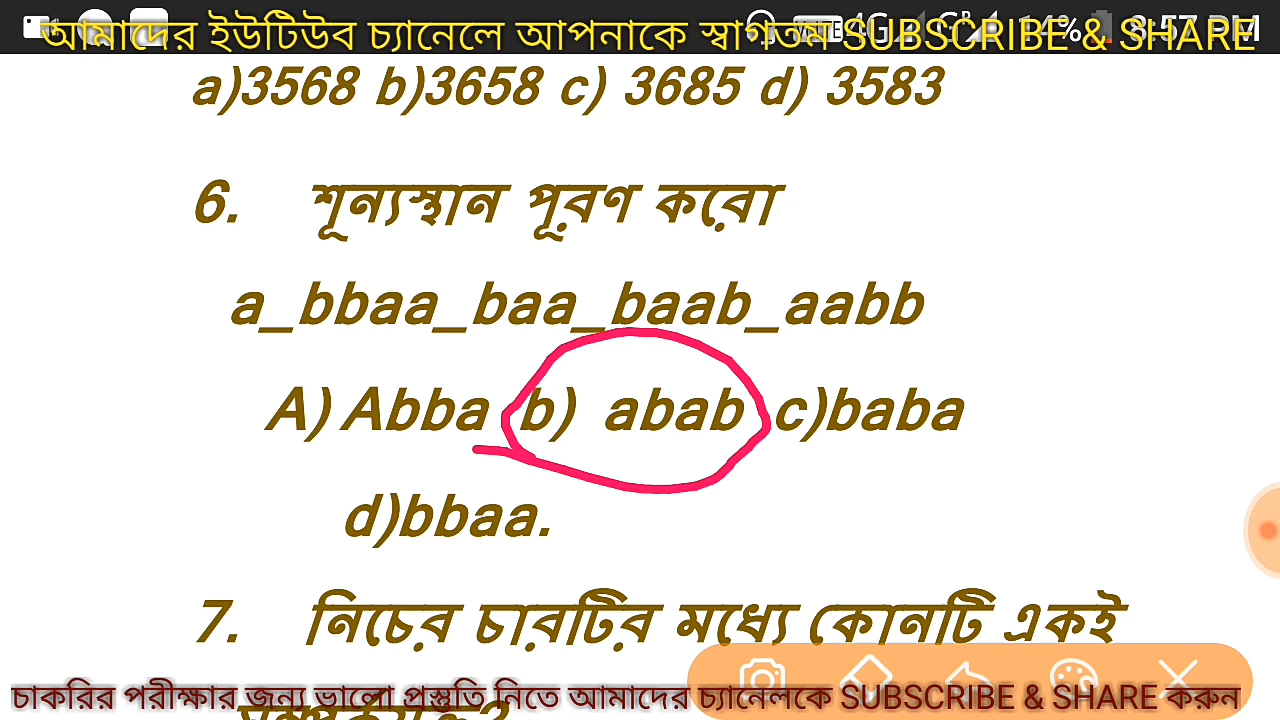 আমাদের ইউটিউব চ্যানেলে আপনাকে স্বাগতম SUBSCRIBE & SHARE
a)3568 b)3658 c) 3685 d) 3583
6. শূন্যস্থান পূরণ করো
a_bbaa_baa_baab_aabb
A) Abba b) abab c)baba
d)bbaa.
7. নিচের চারটির মধ্যে কোনটি একই
চাকরির পরীক্ষার জন্য ভালো প্রস্তুতি নিতে আমাদের চ্যানেলকে SUBSCRIBE & SHARE করুন